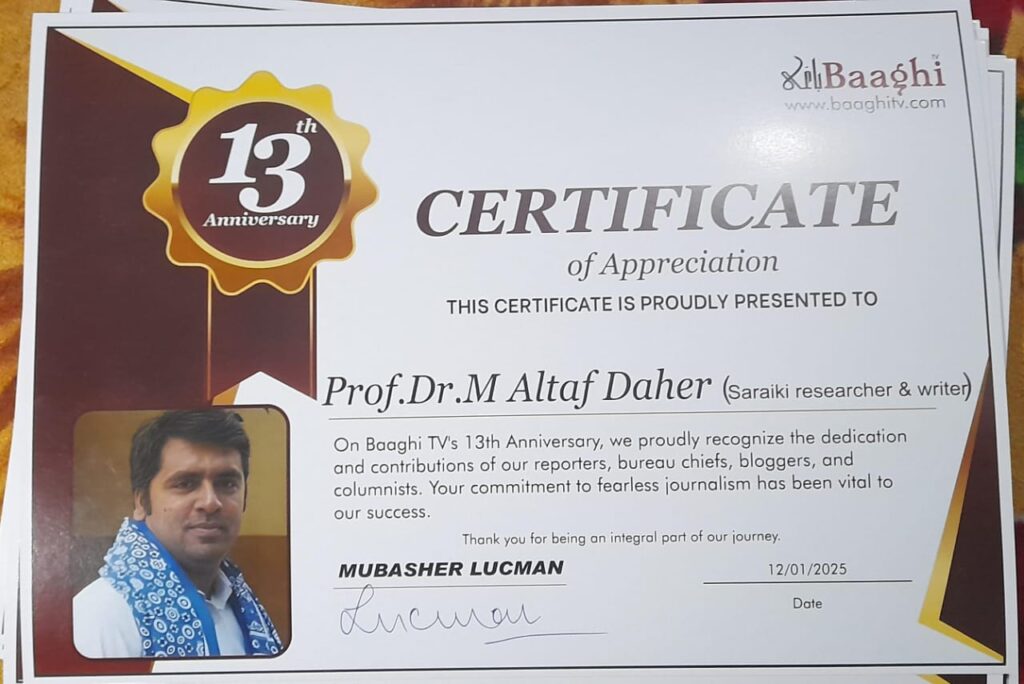 باغی Baaghi TV
www.baaghitv.com
13th
Anniversary
CERTIFICATE
of Appreciation
THIS CERTIFICATE IS PROUDLY PRESENTED TO
Prof.Dr.M Altaf Daher (Saraiki researcher & writer)
On Baaghi TV's 13th Anniversary, we proudly recognize the dedication
and contributions of our reporters, bureau chiefs, bloggers, and
columnists. Your commitment to fearless journalism has been vital to
our success.
Thank you for being an integral part of our journey.
MUBASHER LUCMAN
12/01/2025
Lucman
Date